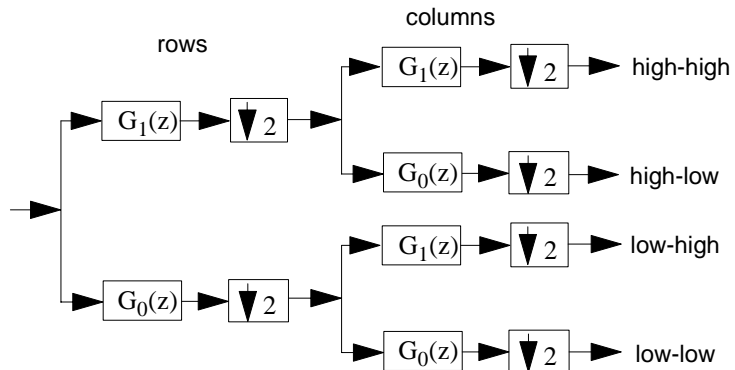 columns
rows
G₁(z) 2 high-high
G₁(z) 2
G₀(z) 2 high-low
G₁(z) 2 low-high
G₀(z) 2
G₀(z) 2 low-low